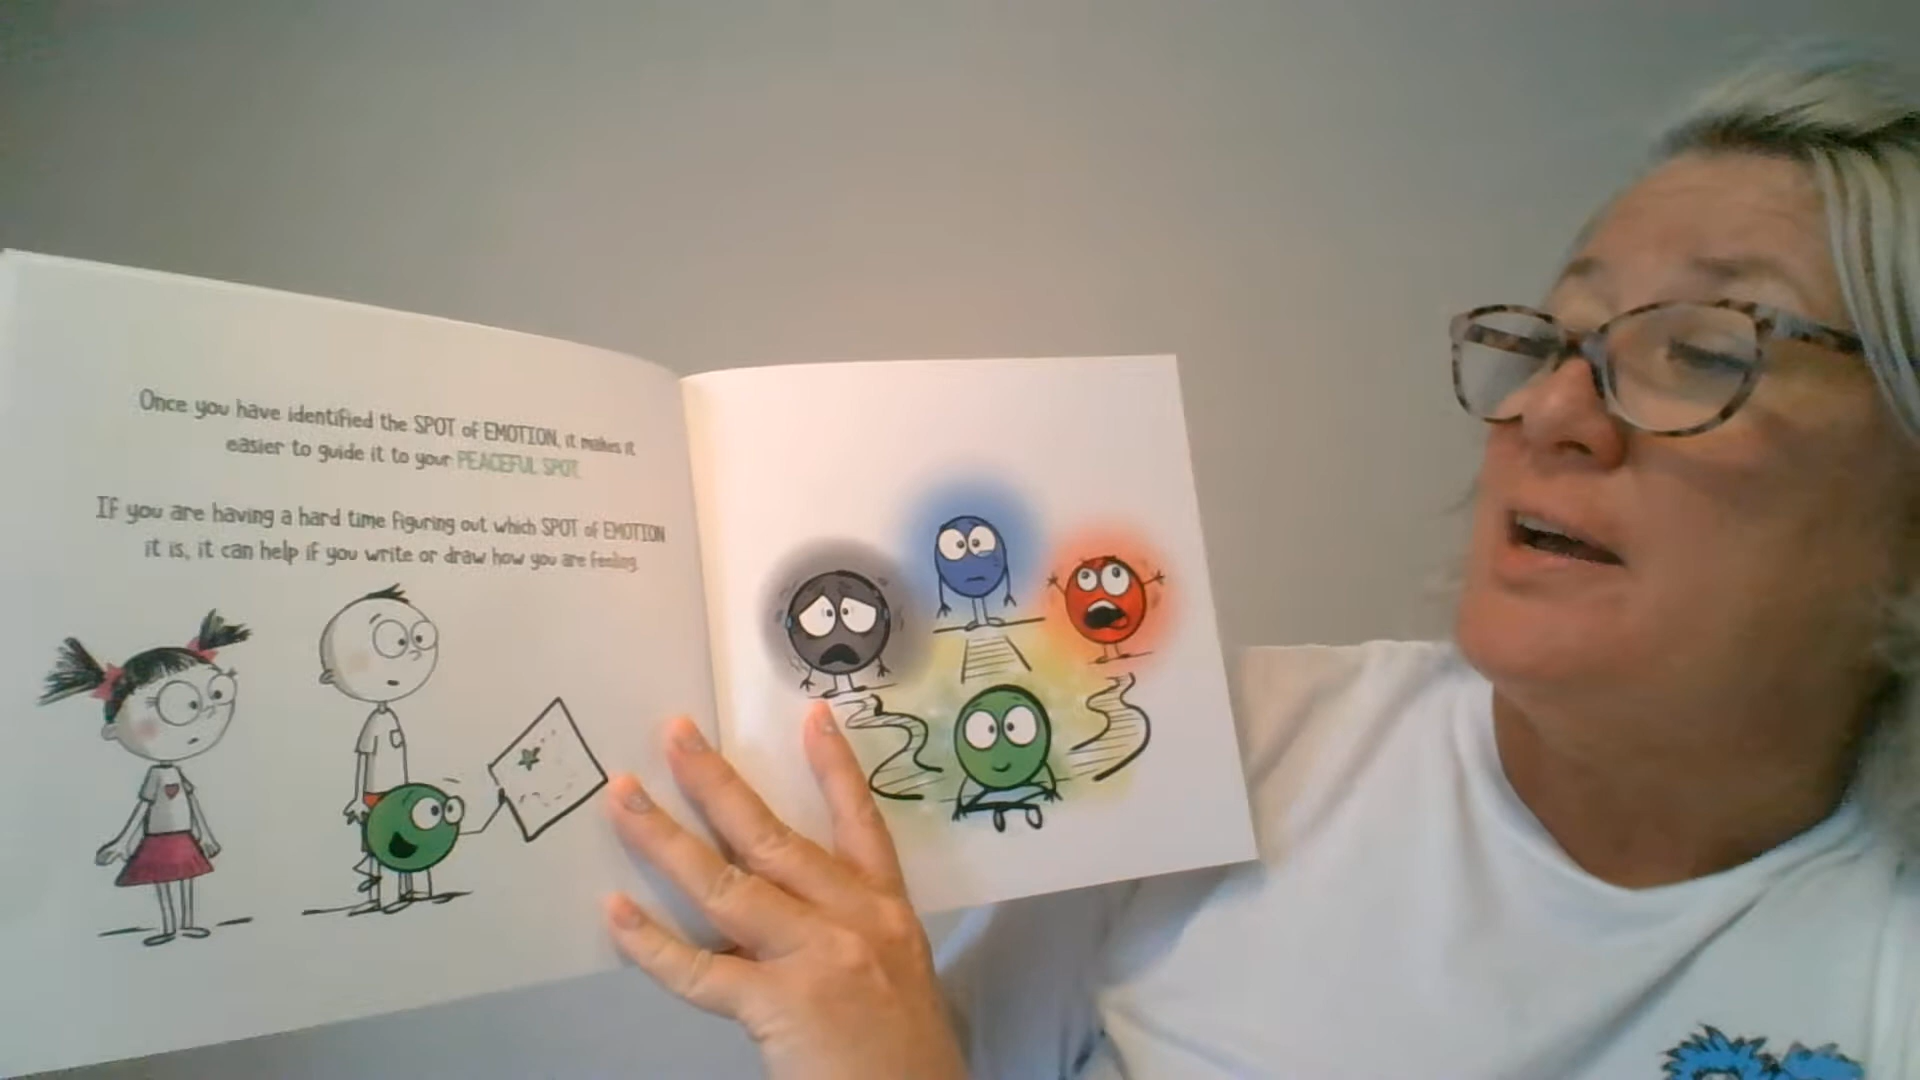 Once you have identified the SPOT of EMOTION, it makes it
easier to guide it to your PEACEFUL SPOT.
If you are having a hard time figuring out which SPOT of EMOTION
it is, it can help if you write or draw how you are feeling.